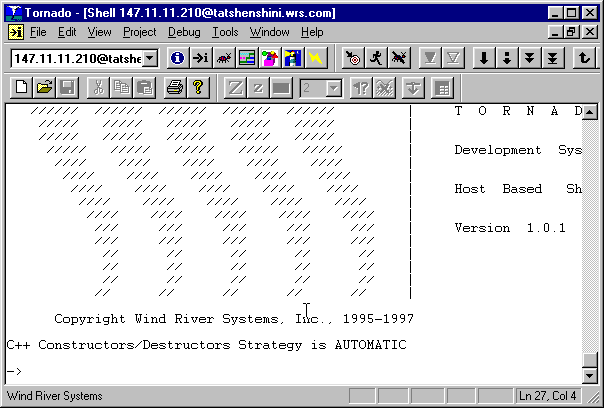 Tornado - [Shell 147.11.11.210@tatshenshini.wrs.com]
File Edit View Project Debug Tools Window Help
147.11.11.210@tatshe
2
////// ////// ////// ////// ////// | T O R N A D
////// ////// ////// ////// ////// |
///// ///// ///// ///// ///// |
///// ///// ///// ///// ///// | Development Sys
//// //// //// //// //// |
//// //// //// //// //// |
//// //// //// //// //// | Host Based Sh
//// //// //// //// //// |
//// //// //// //// //// |
/// /// /// /// /// | Version 1.0.1
/// /// /// /// /// |
// // // // // |
// // // // // |
// // // // // |
// // // // // |
Copyright Wind River Systems, Inc., 1995-1997
C++ Constructors/Destructors Strategy is AUTOMATIC
->
Wind River Systems Ln 27, Col 4